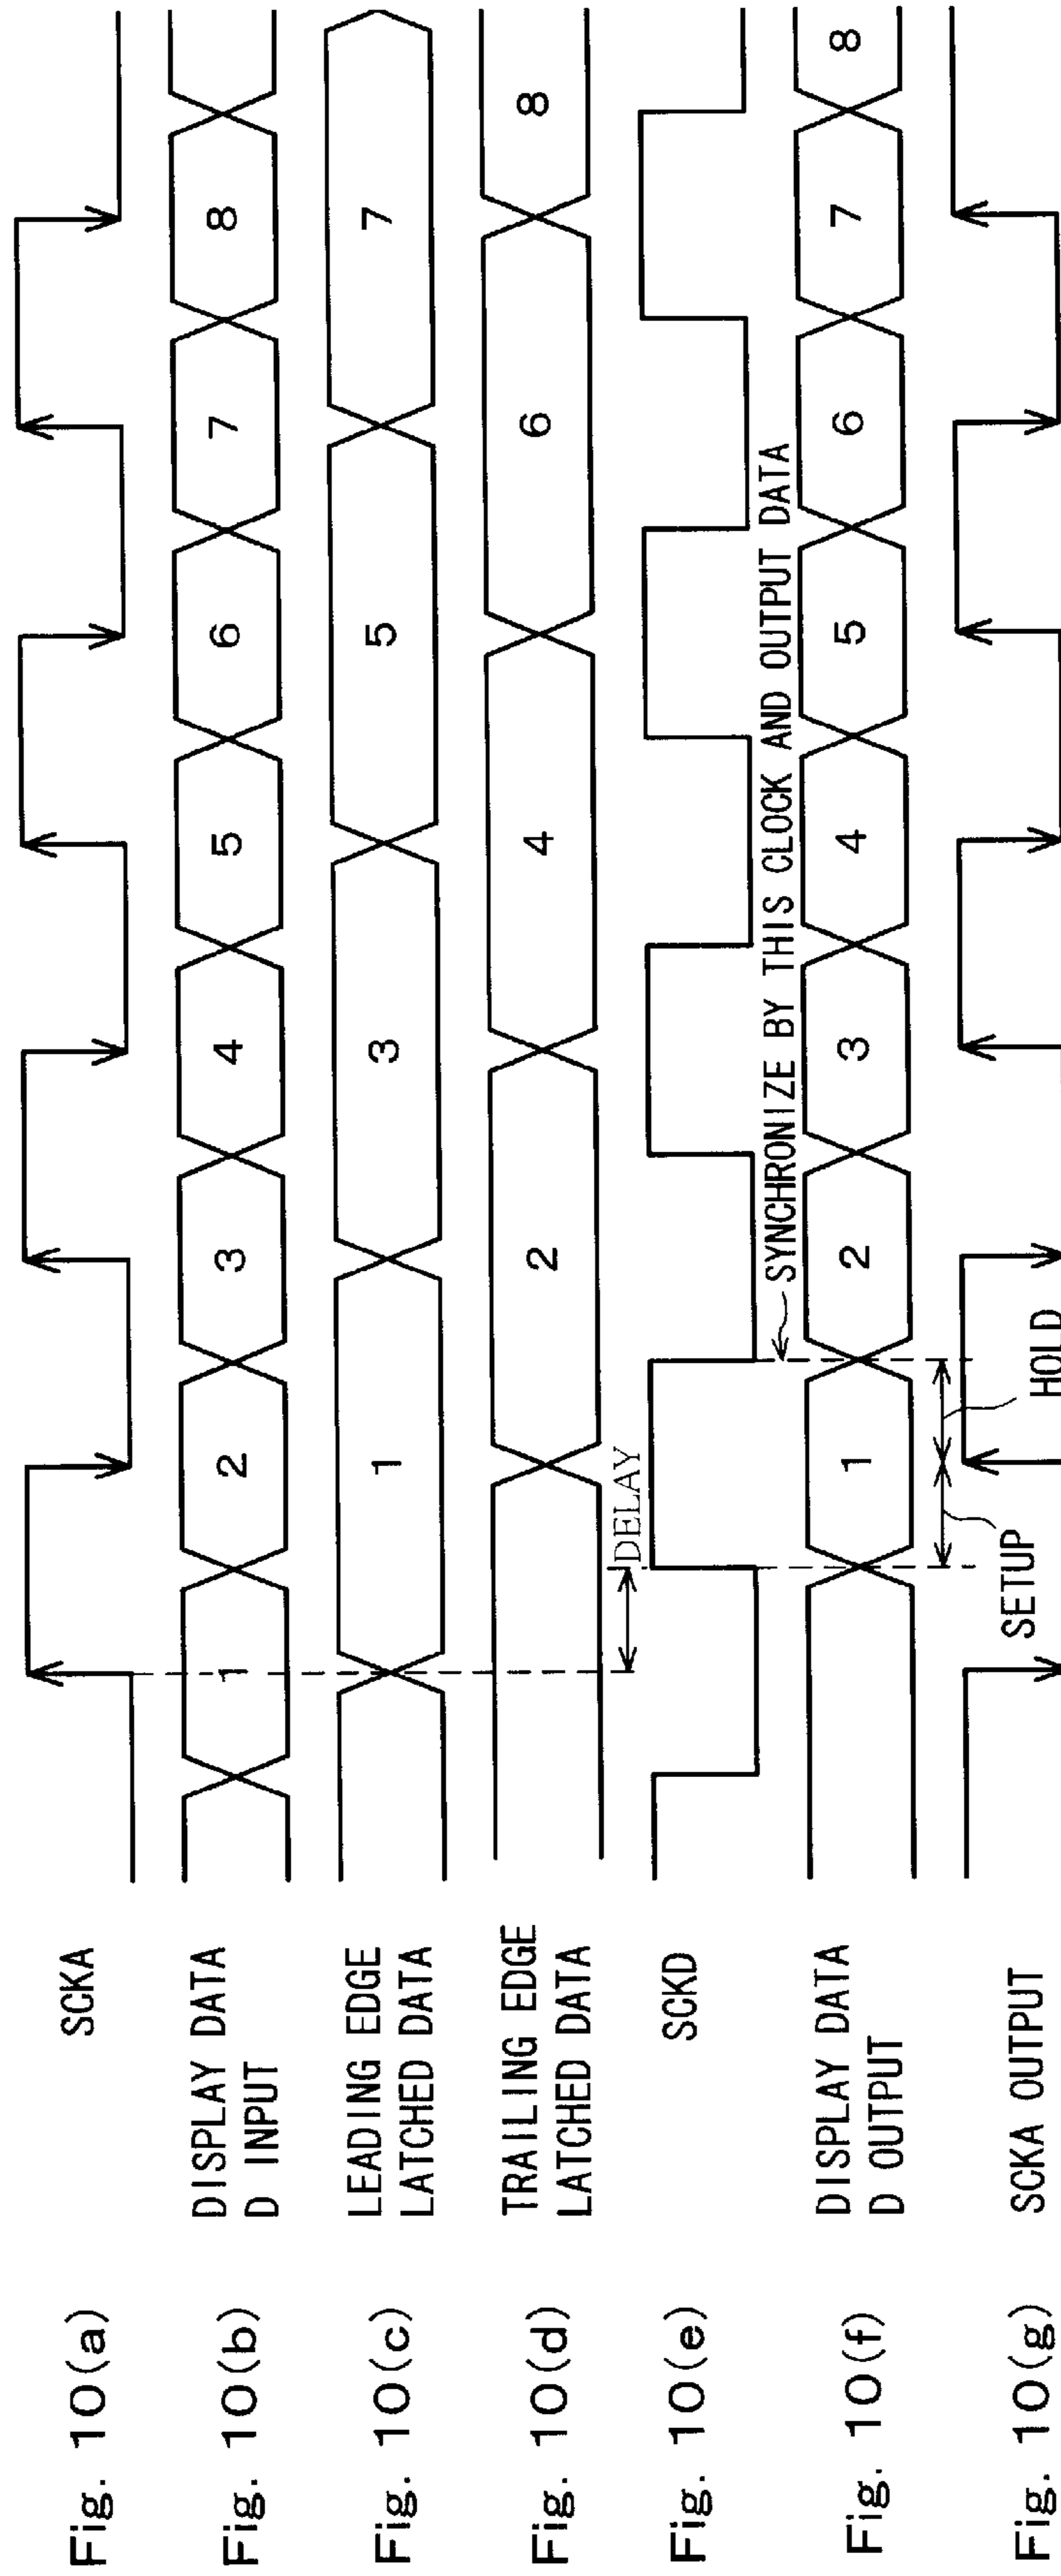 Fig. 10(a) SCKA
Fig. 10(b) DISPLAY DATA
D INPUT
1 2 3 4 5 6 7 8
Fig. 10(c) LEADING EDGE
LATCHED DATA
1 3 5 7
Fig. 10(d) TRAILING EDGE
LATCHED DATA
2 4 6 8
DELAY
Fig. 10(e) SCKD
SYNCHRONIZE BY THIS CLOCK AND OUTPUT DATA
Fig. 10(f) DISPLAY DATA
D OUTPUT
1 2 3 4 5 6 7 8
Fig. 10(g) SCKA OUTPUT
SETUP HOLD